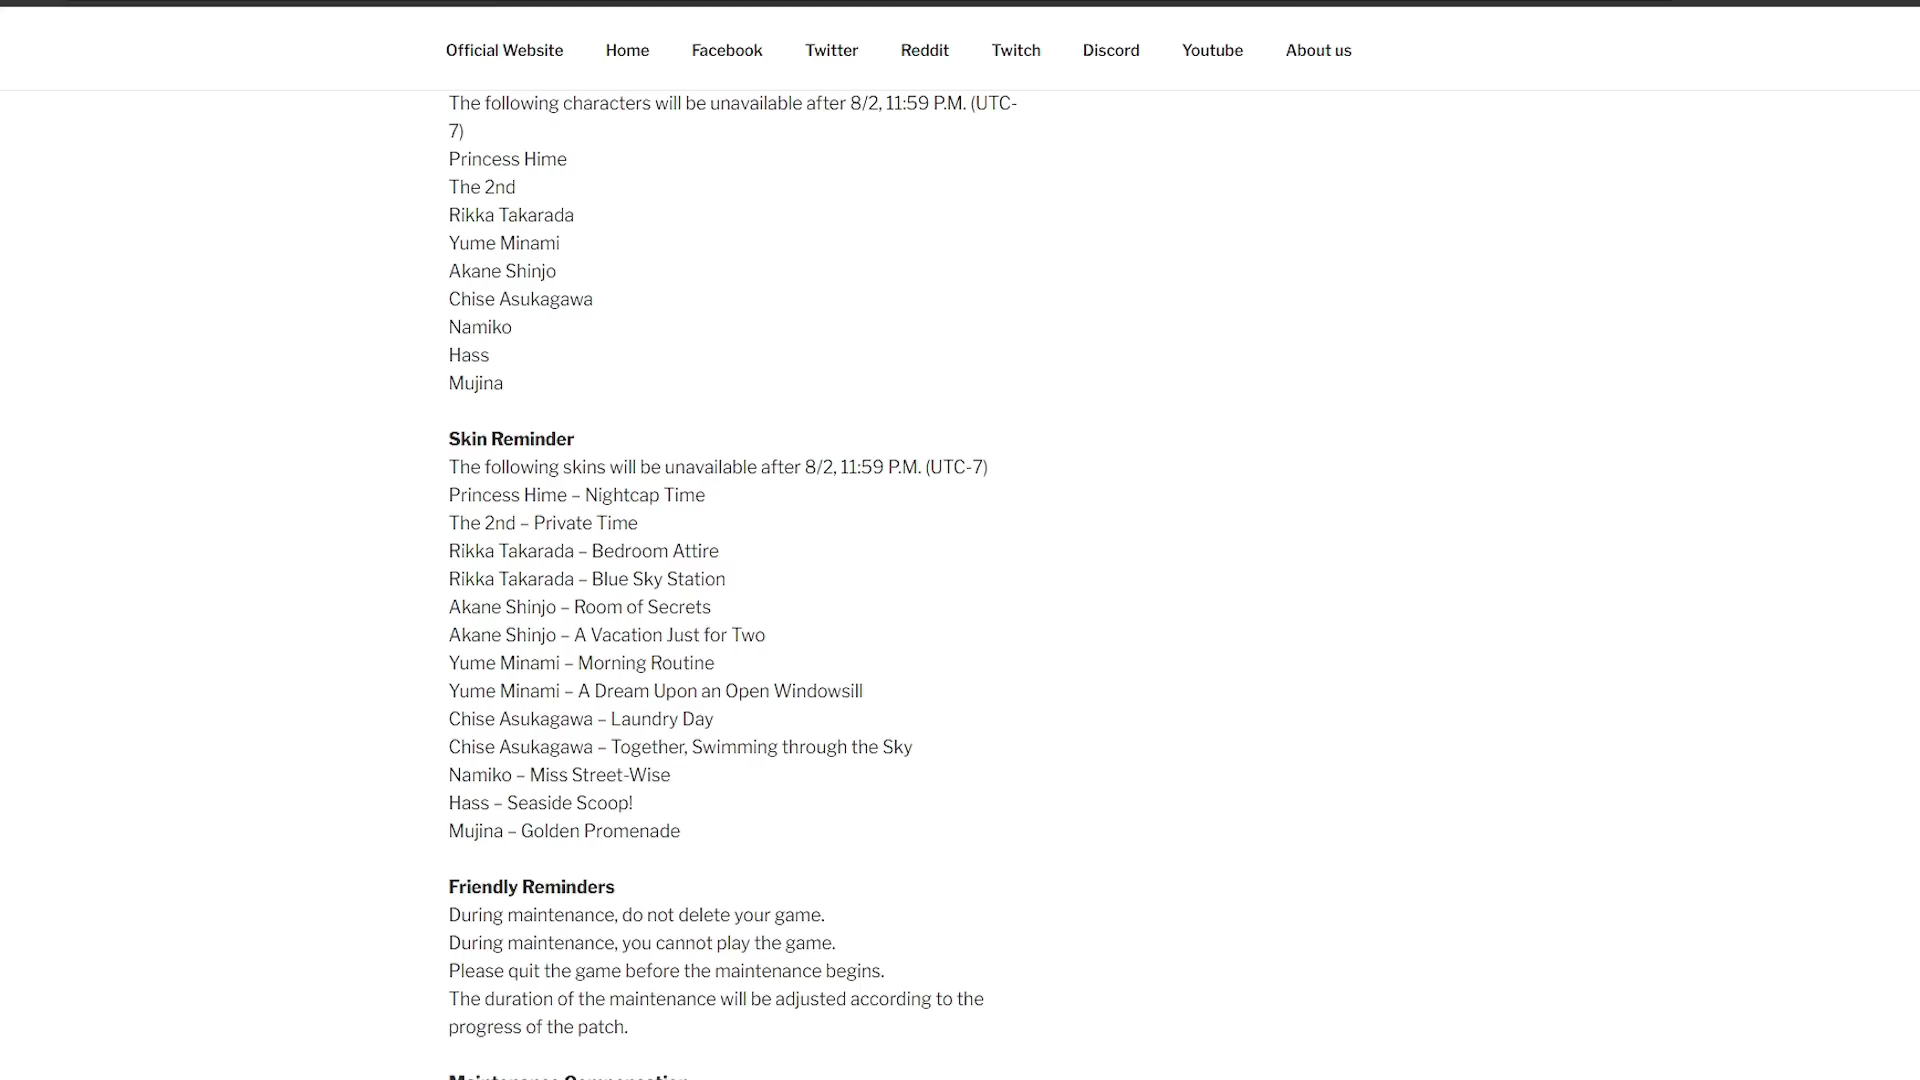 Official Website Home Facebook Twitter Reddit Twitch Discord Youtube About us
The following characters will be unavailable after 8/2, 11:59 P.M. (UTC-
7)
Princess Hime
The 2nd
Rikka Takarada
Yume Minami
Akane Shinjo
Chise Asukagawa
Namiko
Hass
Mujina
Skin Reminder
The following skins will be unavailable after 8/2, 11:59 P.M. (UTC-7)
Princess Hime – Nightcap Time
The 2nd – Private Time
Rikka Takarada – Bedroom Attire
Rikka Takarada – Blue Sky Station
Akane Shinjo – Room of Secrets
Akane Shinjo – A Vacation Just for Two
Yume Minami – Morning Routine
Yume Minami – A Dream Upon an Open Windowsill
Chise Asukagawa – Laundry Day
Chise Asukagawa – Together, Swimming through the Sky
Namiko – Miss Street-Wise
Hass – Seaside Scoop!
Mujina – Golden Promenade
Friendly Reminders
During maintenance, do not delete your game.
During maintenance, you cannot play the game.
Please quit the game before the maintenance begins.
The duration of the maintenance will be adjusted according to the
progress of the patch.
Maintenance Compensation